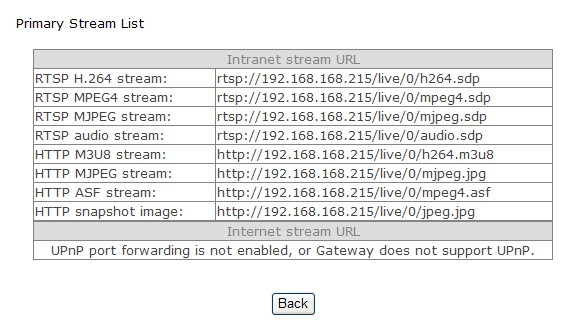 Primary Stream List
Intranet stream URL
RTSP H.264 stream: rtsp://192.168.168.215/live/0/h264.sdp
RTSP MPEG4 stream: rtsp://192.168.168.215/live/0/mpeg4.sdp
RTSP MJPEG stream: rtsp://192.168.168.215/live/0/mjpeg.sdp
RTSP audio stream: rtsp://192.168.168.215/live/0/audio.sdp
HTTP M3U8 stream: http://192.168.168.215/live/0/h264.m3u8
HTTP MJPEG stream: http://192.168.168.215/live/0/mjpeg.jpg
HTTP ASF stream: http://192.168.168.215/live/0/mpeg4.asf
HTTP snapshot image: http://192.168.168.215/live/0/jpeg.jpg
Internet stream URL
UPnP port forwarding is not enabled, or Gateway does not support UPnP.
Back